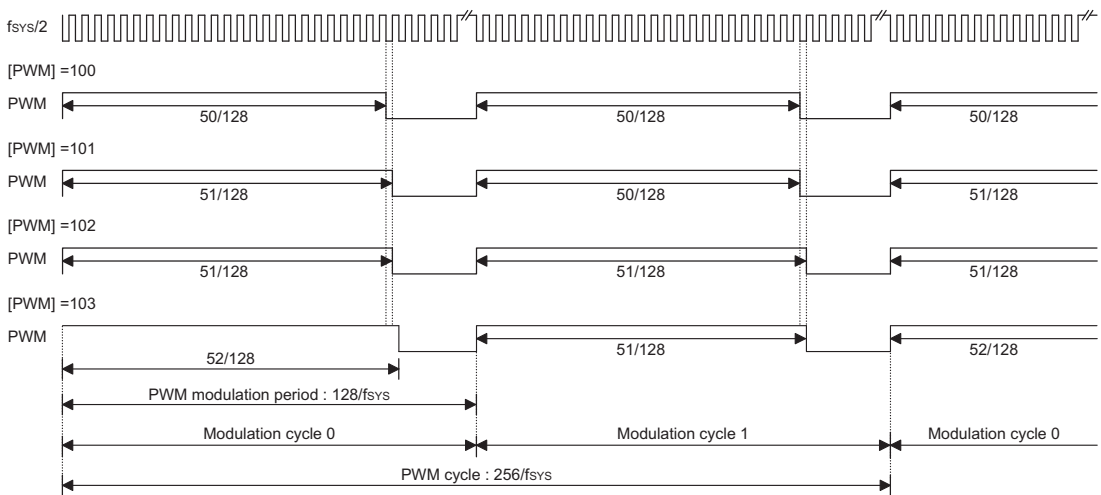 fSYS/2
[PWM] =100
PWM
50/128 50/128 50/128
[PWM] =101
PWM
51/128 50/128 51/128
[PWM] =102
PWM
51/128 51/128 51/128
[PWM] =103
PWM
52/128 51/128 52/128
PWM modulation period : 128/fSYS
Modulation cycle 0 Modulation cycle 1 Modulation cycle 0
PWM cycle : 256/fSYS